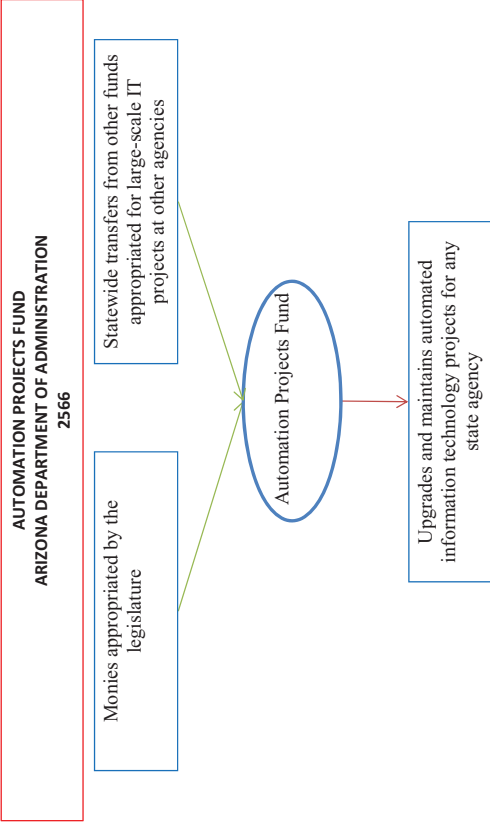 AUTOMATION PROJECTS FUND
ARIZONA DEPARTMENT OF ADMINISTRATION
2566
Monies appropriated by the
legislature
Statewide transfers from other funds
appropriated for large-scale IT
projects at other agencies
Automation Projects Fund
Upgrades and maintains automated
information technology projects for any
state agency